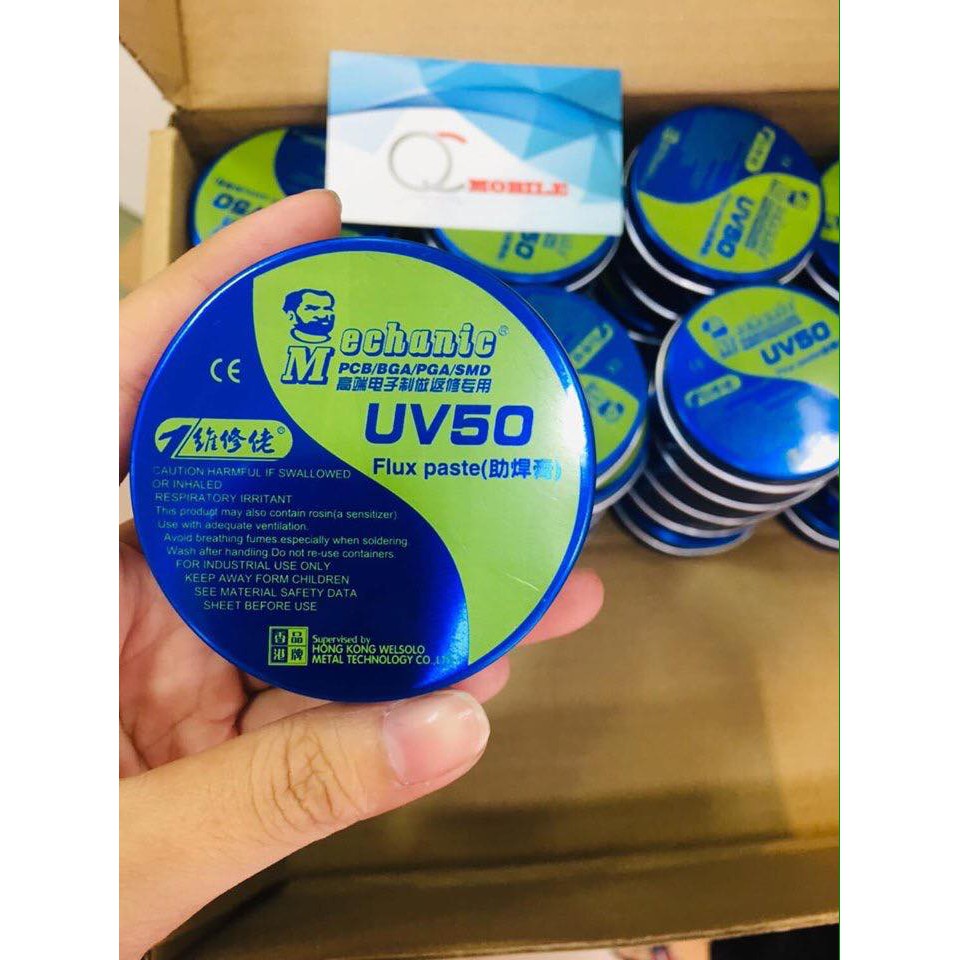 QC
MOBILE
Mechanic®
PCB/BGA/PGA/SMD
高端电子制做返修专用
UV50
Flux paste(助焊膏)
CE
维修佬®
CAUTION HARMFUL IF SWALLOWED
OR INHALED
RESPIRATORY IRRITANT
This product may also contain rosin(a sensitizer).
Use with adequate ventilation.
Avoid breathing fumes especially when soldering.
Wash after handling Do not re-use containers.
FOR INDUSTRIAL USE ONLY
KEEP AWAY FORM CHILDREN
SEE MATERIAL SAFETY DATA
SHEET BEFORE USE
香港品牌
Supervised by
HONG KONG WELSOLO
METAL TECHNOLOGY CO.,LTD
UV50
UV50
UV50
UV50